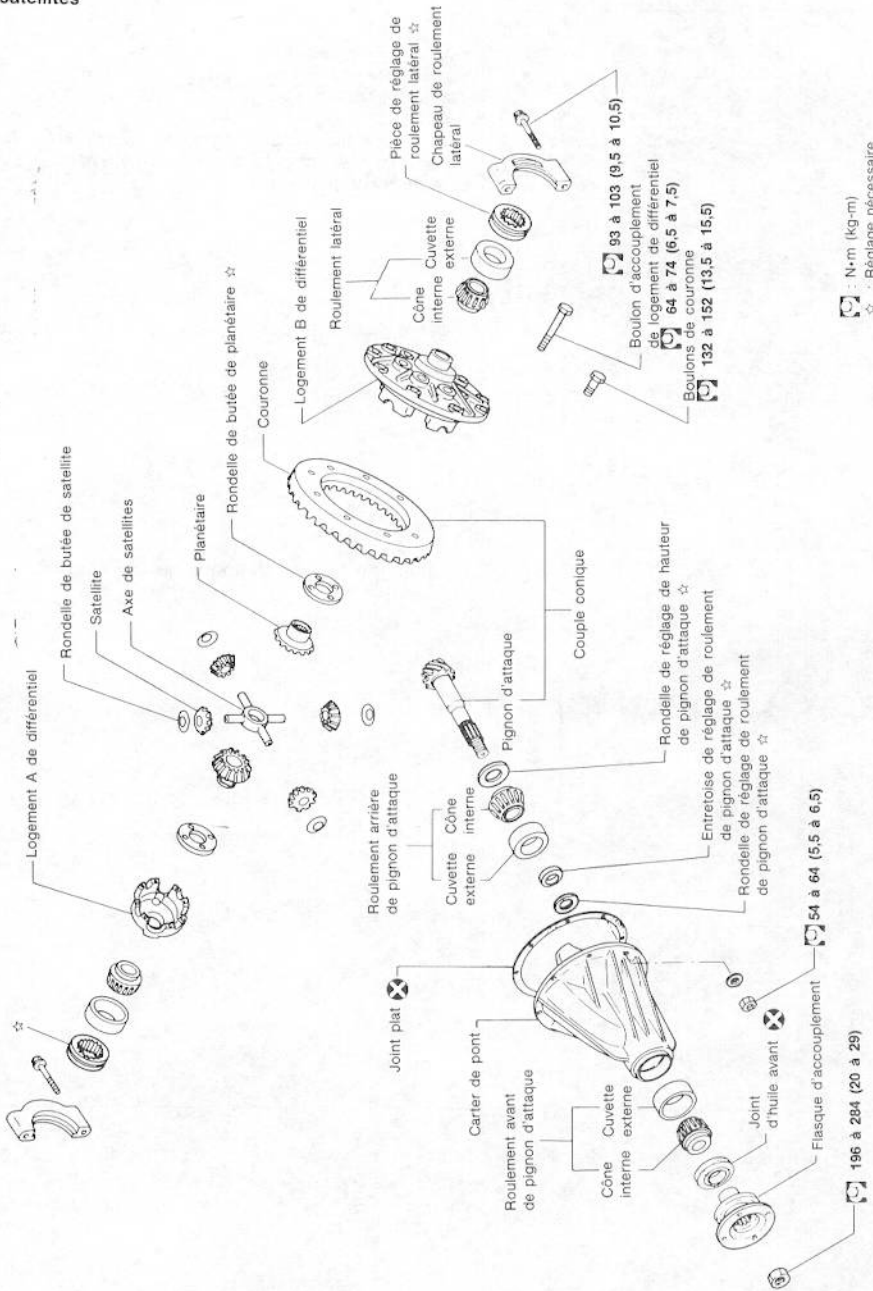 satellites
Logement A de différentiel
Rondelle de butée de satellite
Satellite
Axe de satellites
Planétaire
Rondelle de butée de planétaire ☆
Couronne
Logement B de différentiel
Roulement latéral
Cône
interne
Cuvette
externe
Pièce de réglage de
roulement latéral ☆
Chapeau de roulement
latéral
93 à 103 (9,5 à 10,5)
Boulon d'accouplement
de logement de différentiel
64 à 74 (6,5 à 7,5)
Boulons de couronne
132 à 152 (13,5 à 15,5)
☆
Joint plat
Carter de pont
Roulement arrière
de pignon d'attaque
Cuvette
externe
Cône
interne
Pignon d'attaque
Couple conique
Rondelle de réglage de hauteur
de pignon d'attaque ☆
Entretoise de réglage de roulement
de pignon d'attaque ☆
Rondelle de réglage de roulement
de pignon d'attaque ☆
54 à 64 (5,5 à 6,5)
Roulement avant
de pignon d'attaque
Cône
interne
Cuvette
externe
Joint
d'huile avant
Flasque d'accouplement
196 à 284 (20 à 29)
: N•m (kg-m)
☆ : Réglage nécessaire